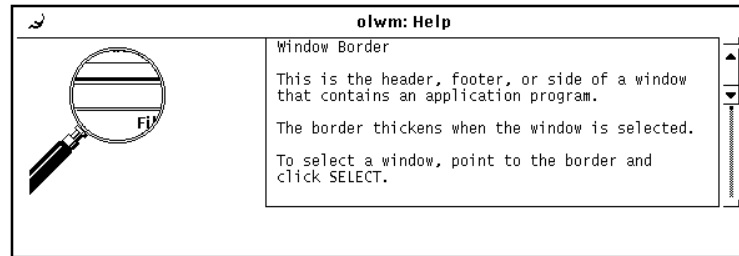 olwm: Help
Window Border
This is the header, footer, or side of a window
that contains an application program.
The border thickens when the window is selected.
To select a window, point to the border and
click SELECT.